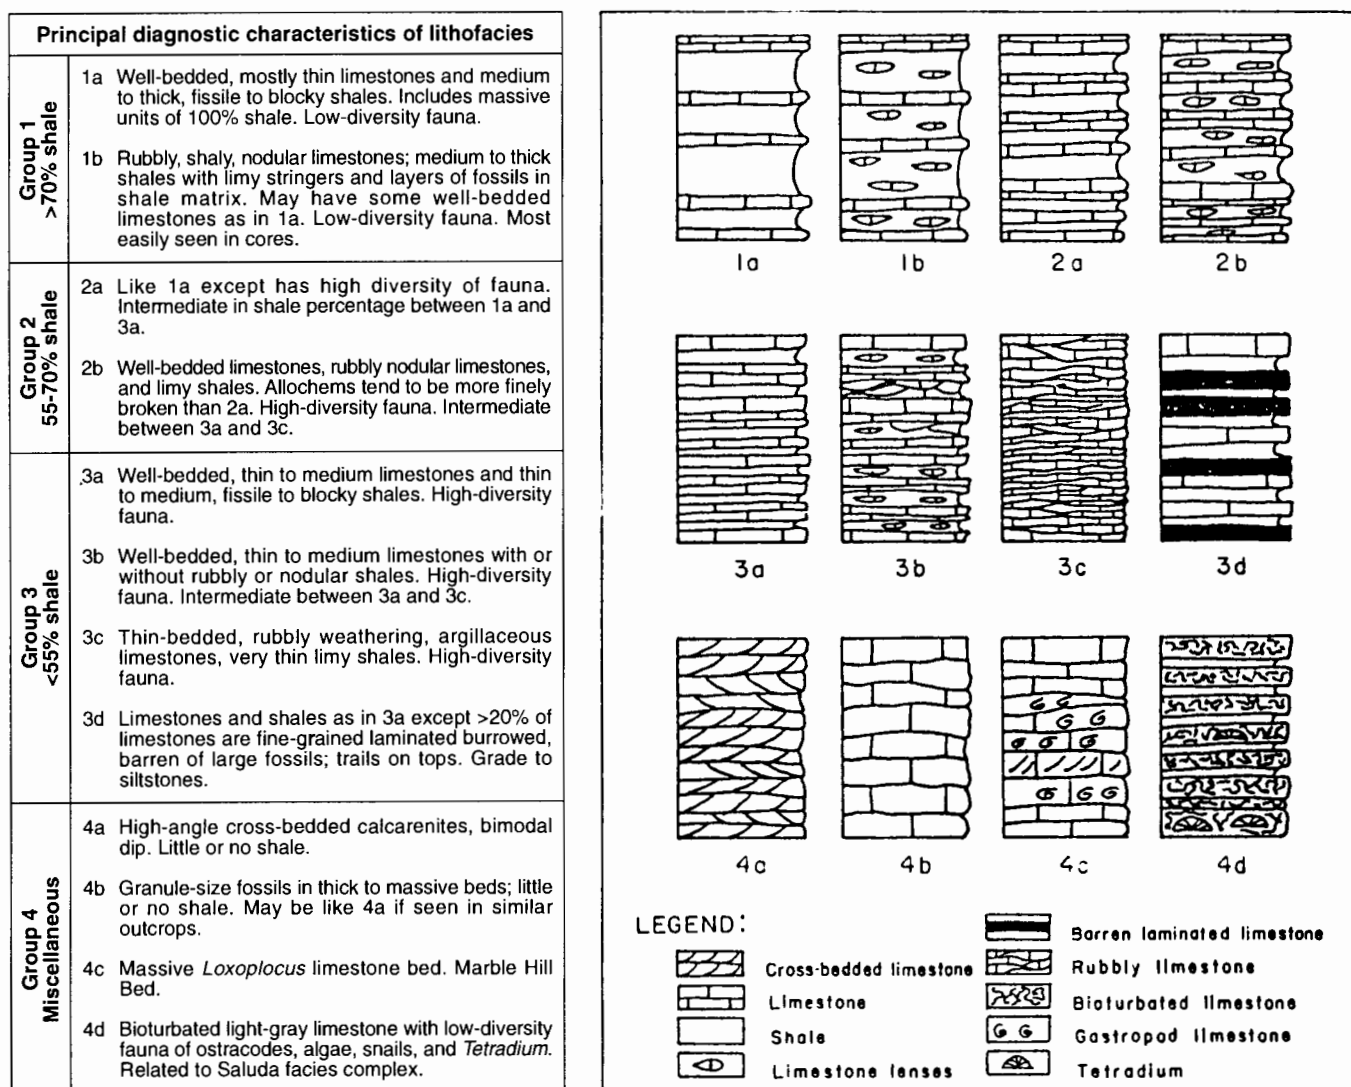 Principal diagnostic characteristics of lithofacies
Group 1
>70% shale
1a Well-bedded, mostly thin limestones and medium
to thick, fissile to blocky shales. Includes massive
units of 100% shale. Low-diversity fauna.
1b Rubbly, shaly, nodular limestones; medium to thick
shales with limy stringers and layers of fossils in
shale matrix. May have some well-bedded
limestones as in 1a. Low-diversity fauna. Most
easily seen in cores.
Group 2
55-70% shale
2a Like 1a except has high diversity of fauna.
Intermediate in shale percentage between 1a and
3a.
2b Well-bedded limestones, rubbly nodular limestones,
and limy shales. Allochems tend to be more finely
broken than 2a. High-diversity fauna. Intermediate
between 3a and 3c.
Group 3
<55% shale
3a Well-bedded, thin to medium limestones and thin
to medium, fissile to blocky shales. High-diversity
fauna.
3b Well-bedded, thin to medium limestones with or
without rubbly or nodular shales. High-diversity
fauna. Intermediate between 3a and 3c.
3c Thin-bedded, rubbly weathering, argillaceous
limestones, very thin limy shales. High-diversity
fauna.
3d Limestones and shales as in 3a except >20% of
limestones are fine-grained laminated burrowed,
barren of large fossils; trails on tops. Grade to
siltstones.
Group 4
Miscellaneous
4a High-angle cross-bedded calcarenites, bimodal
dip. Little or no shale.
4b Granule-size fossils in thick to massive beds; little
or no shale. May be like 4a if seen in similar
outcrops.
4c Massive Loxoplocus limestone bed. Marble Hill
Bed.
4d Bioturbated light-gray limestone with low-diversity
fauna of ostracodes, algae, snails, and Tetradium.
Related to Saluda facies complex.
1a 1b 2a 2b
3a 3b 3c 3d
4a 4b 4c 4d
LEGEND:
Cross-bedded limestone
Limestone
Shale
Limestone lenses
Barren laminated limestone
Rubbly limestone
Bioturbated limestone
Gastropod limestone
Tetradium